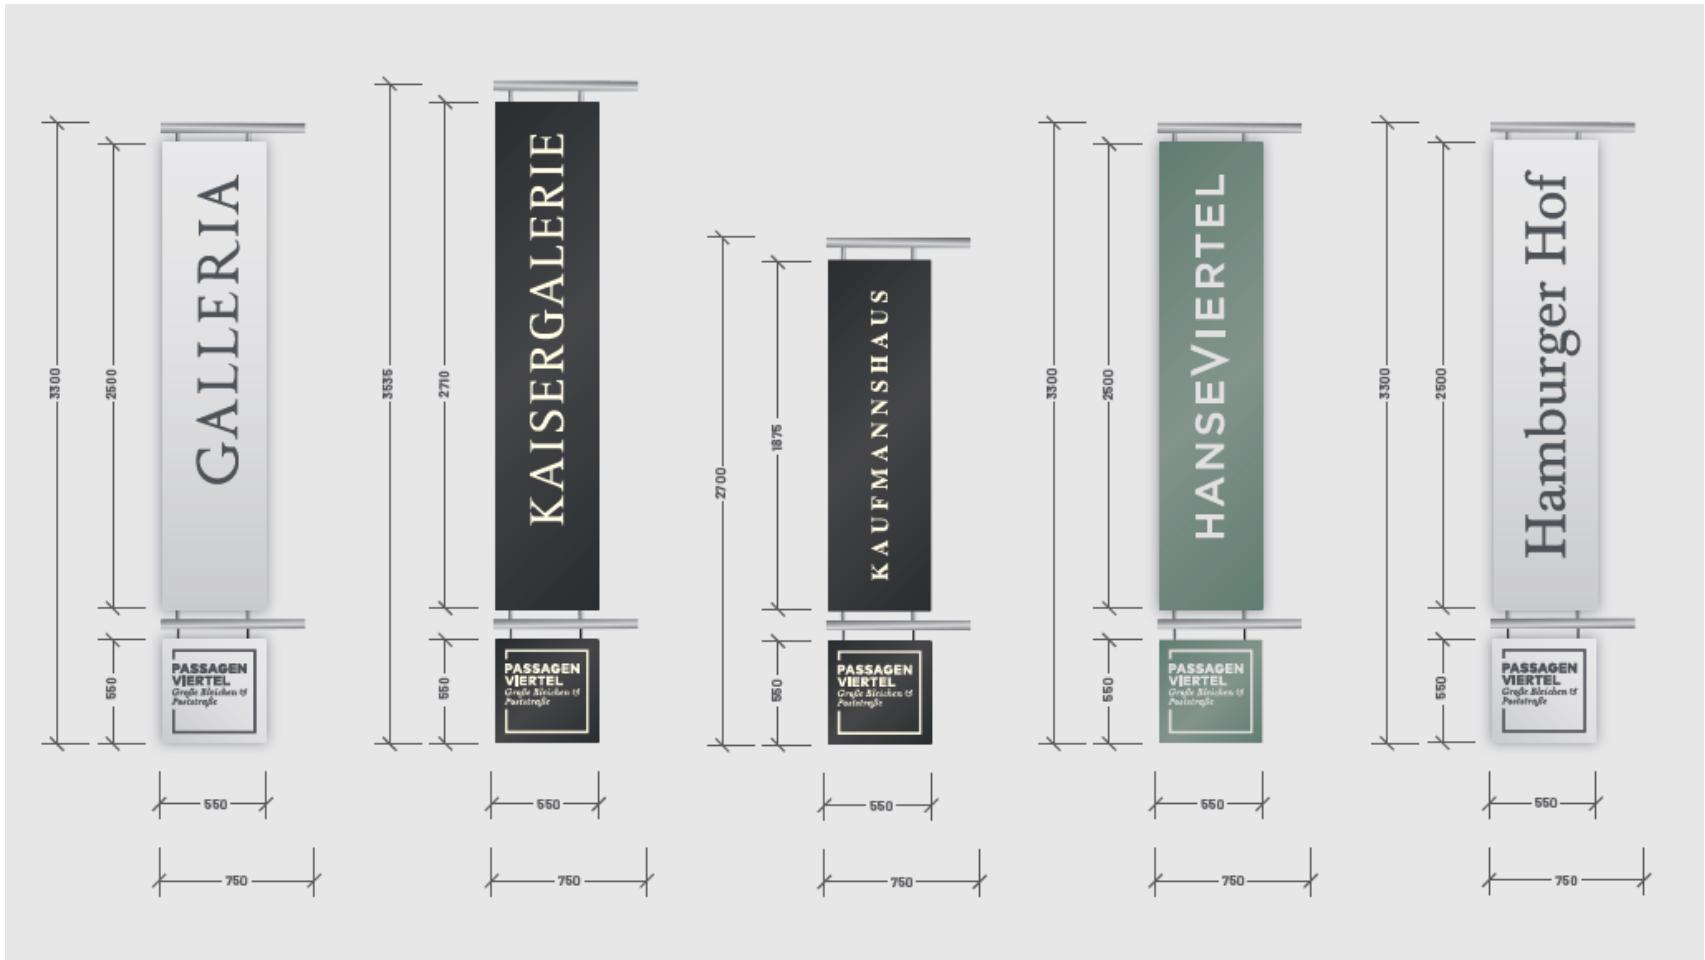 3300
2500
GALLERIA
550
PASSAGEN
VIERTEL
Große Bleichen &
Poststraße
550
750
3535
2710
KAISERGALERIE
550
PASSAGEN
VIERTEL
Große Bleichen &
Poststraße
550
750
2700
1875
KAUFMANNSHAUS
550
PASSAGEN
VIERTEL
Große Bleichen &
Poststraße
550
750
3300
2500
HANSEVIERTEL
550
PASSAGEN
VIERTEL
Große Bleichen &
Poststraße
550
750
3300
2500
Hamburger Hof
550
PASSAGEN
VIERTEL
Große Bleichen &
Poststraße
550
750